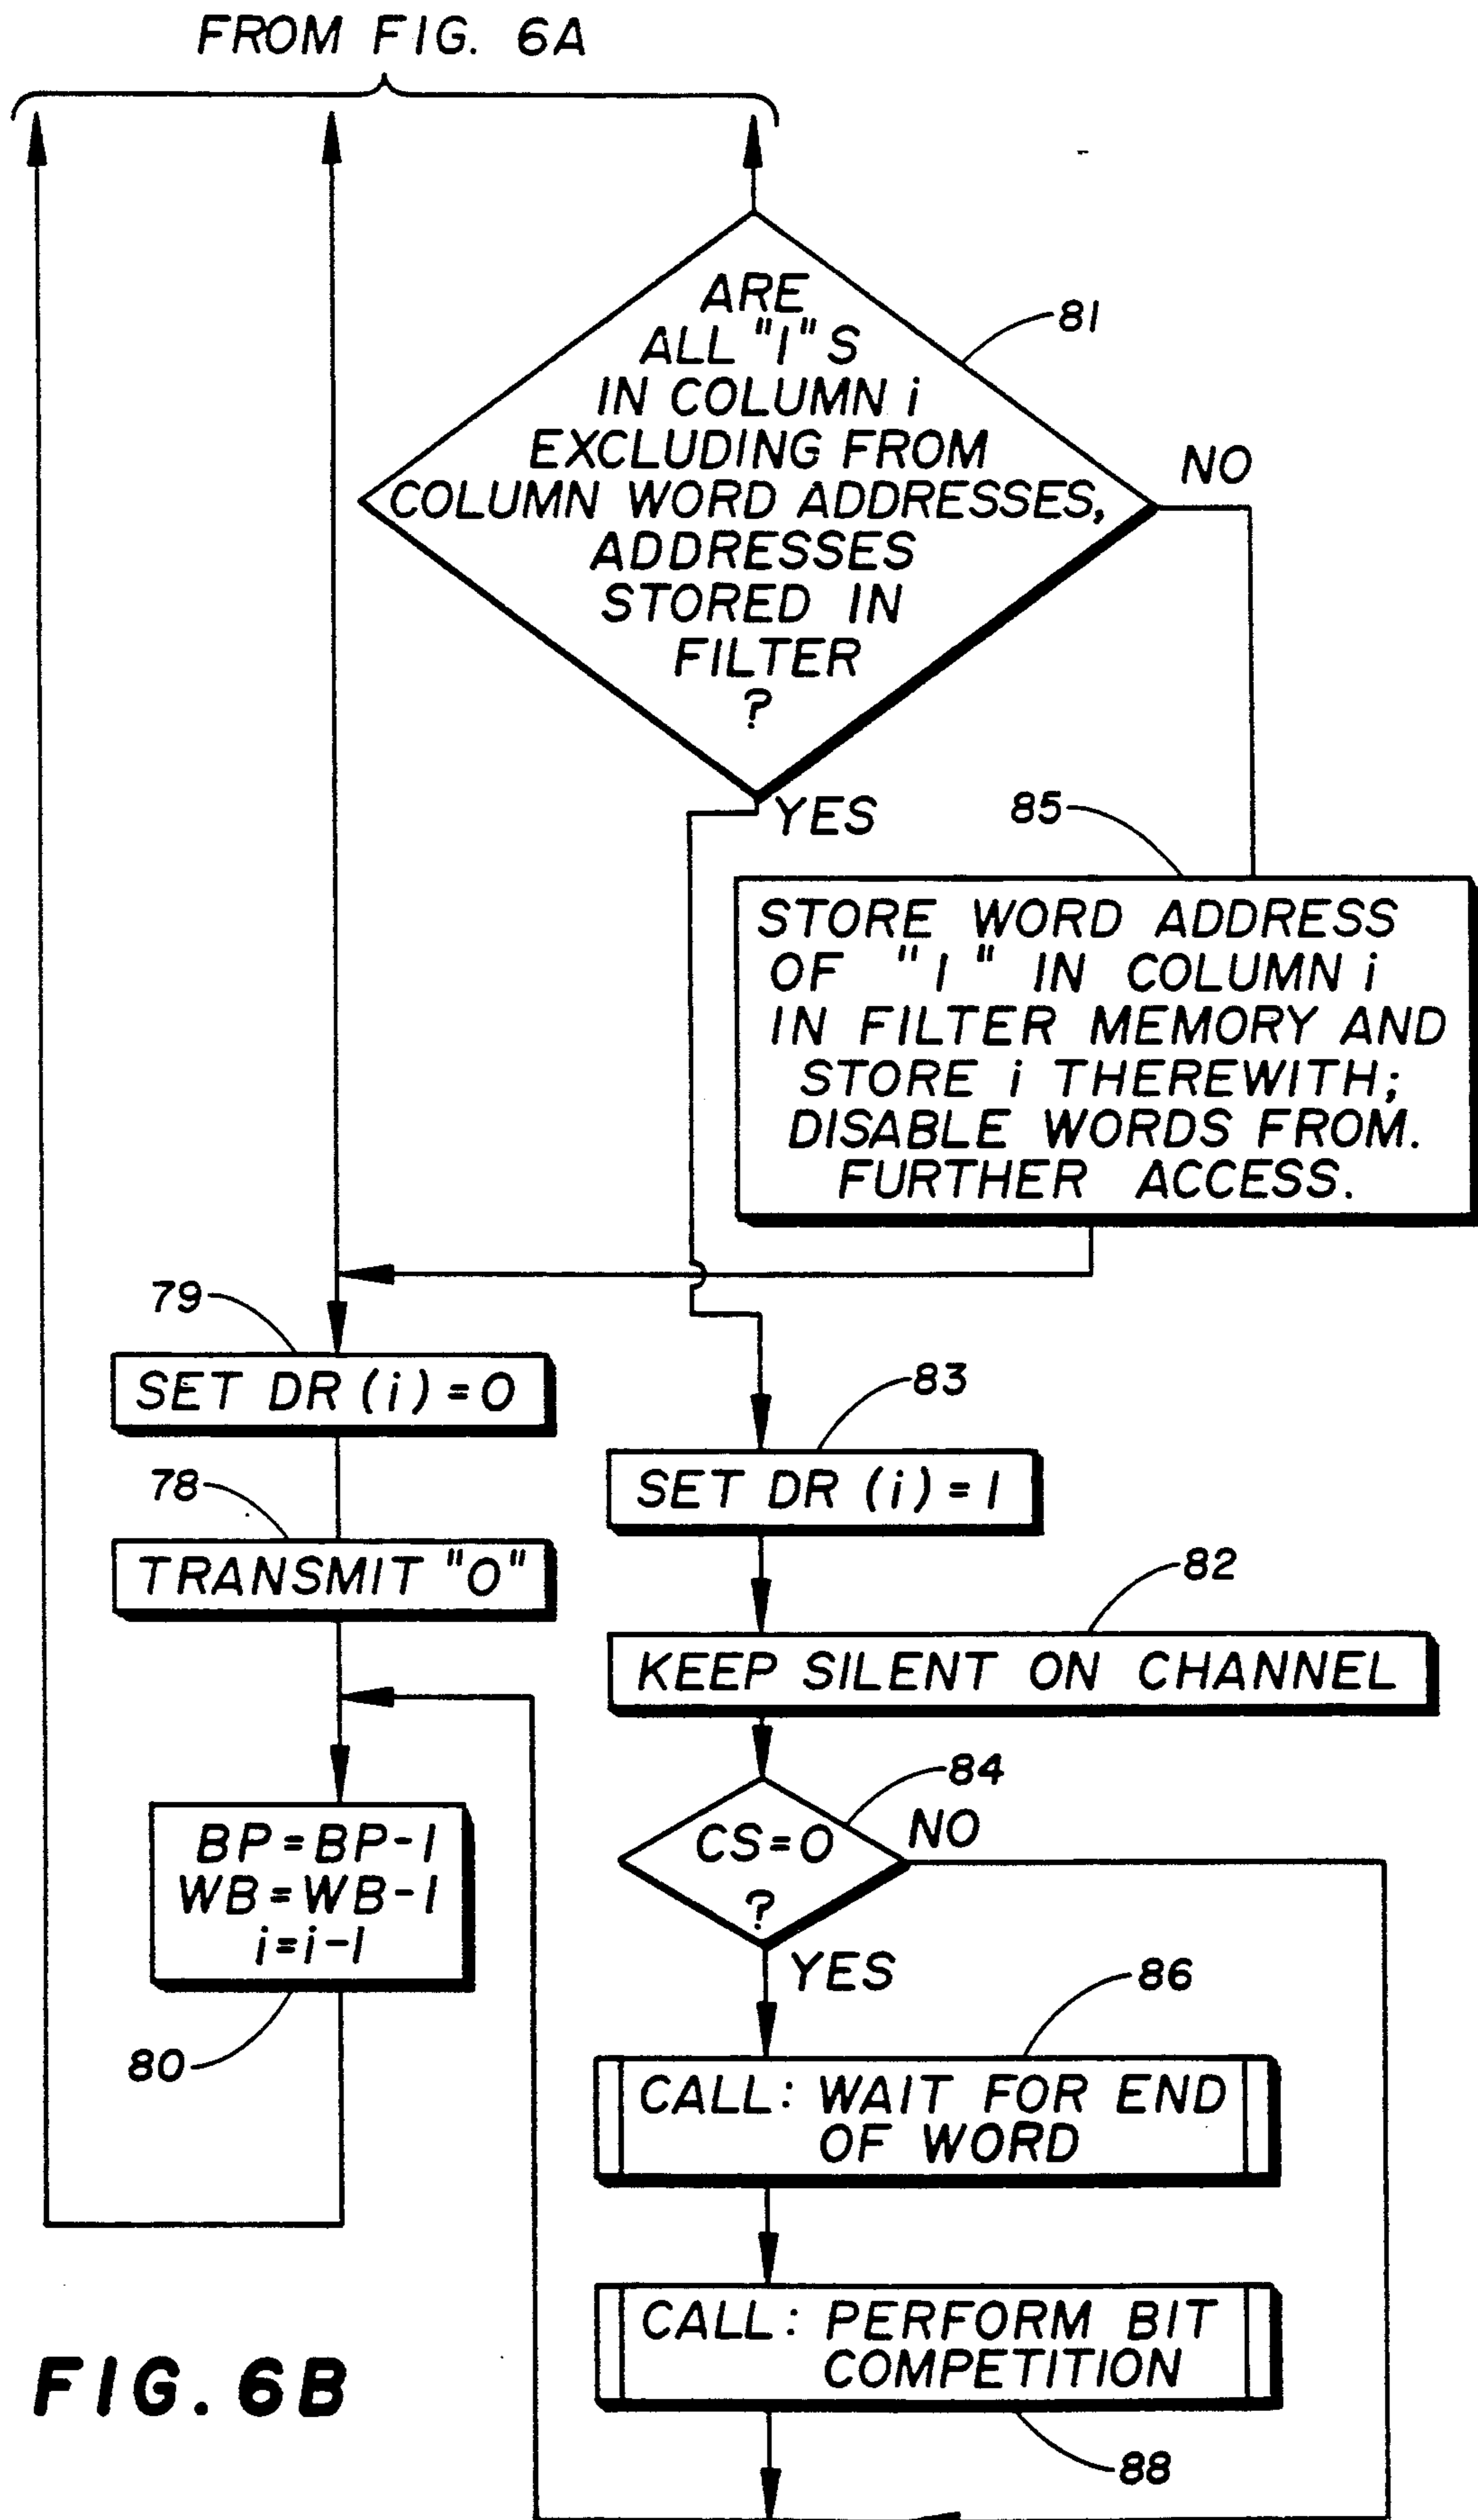 FROM FIG. 6A
ARE
ALL "1"S
IN COLUMN i
EXCLUDING FROM
COLUMN WORD ADDRESSES,
ADDRESSES
STORED IN
FILTER
?
81
NO
YES
85
STORE WORD ADDRESS
OF "1" IN COLUMN i
IN FILTER MEMORY AND
STORE i THEREWITH;
DISABLE WORDS FROM.
FURTHER ACCESS.
79
SET DR (i) = 0
83
SET DR (i) = 1
78
TRANSMIT "0"
82
KEEP SILENT ON CHANNEL
84
CS=0
?
NO
YES
BP=BP-1
WB=WB-1
i=i-1
80
86
CALL: WAIT FOR END
OF WORD
CALL: PERFORM BIT
COMPETITION
88
FIG. 6B